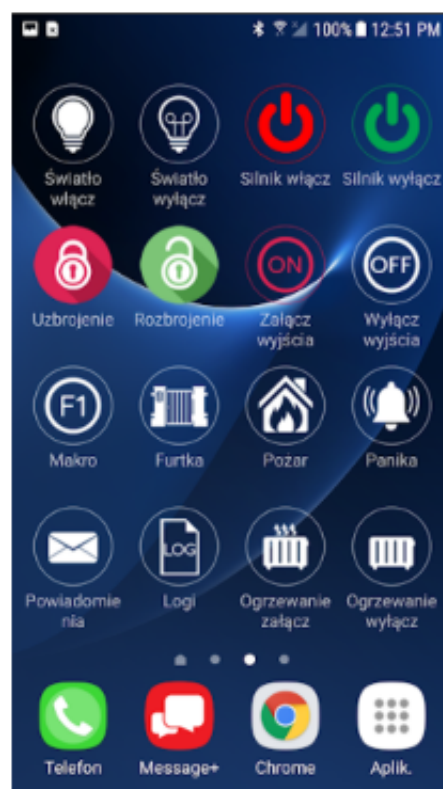 100% 12:51 PM
Światło Światło Silnik włącz Silnik wyłącz
włącz wyłącz
ON OFF
Uzbrojenie Rozbrojenie Załącz Wyłącz
wyjścia wyjścia
F1
Makro Furtka Pożar Panika
LOG
Powiadomie Logi Ogrzewanie Ogrzewanie
nia załącz wyłącz
Telefon Message+ Chrome Aplik.